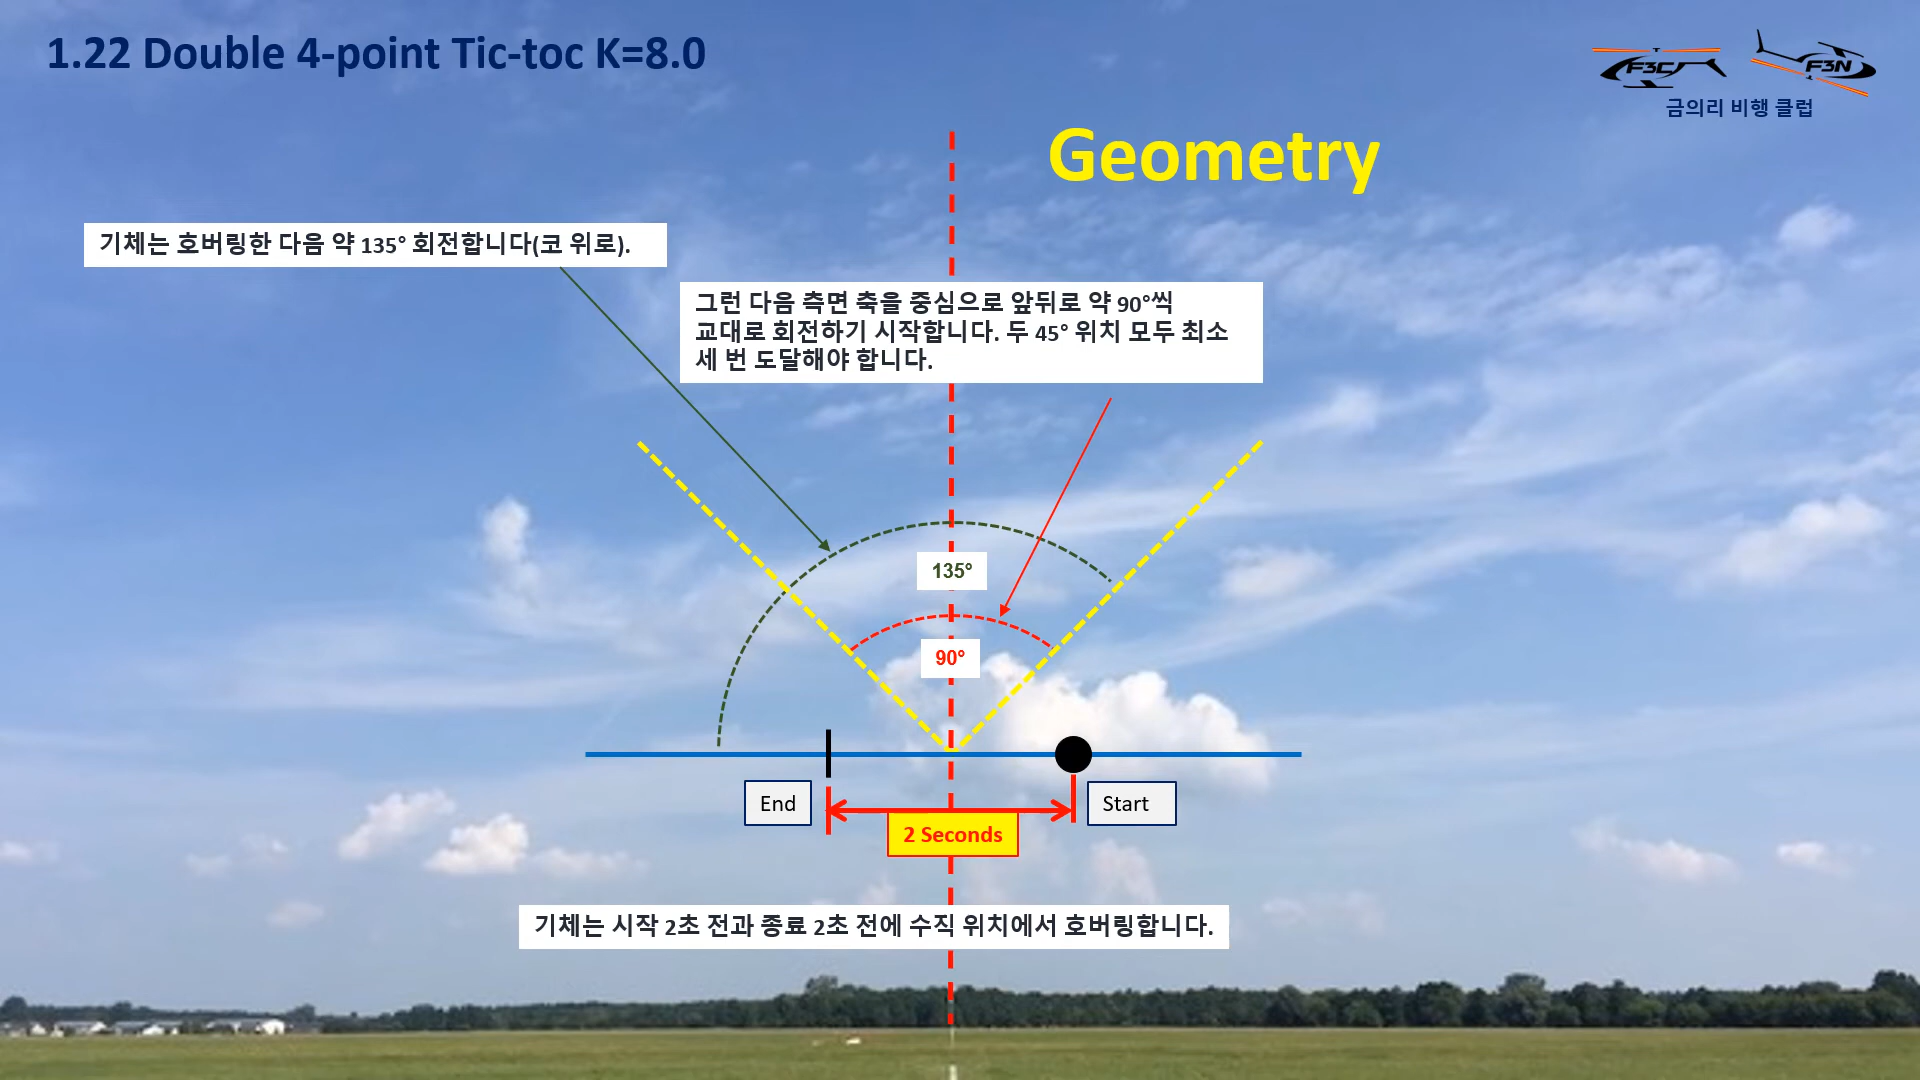 1.22 Double 4-point Tic-toc K=8.0
F3C
F3N
금의리 비행 클럽
Geometry
기체는 호버링한 다음 약 135° 회전합니다(코 위로).
그런 다음 측면 축을 중심으로 앞뒤로 약 90°씩
교대로 회전하기 시작합니다. 두 45° 위치 모두 최소
세 번 도달해야 합니다.
135°
90°
End
Start
2 Seconds
기체는 시작 2초 전과 종료 2초 전에 수직 위치에서 호버링합니다.